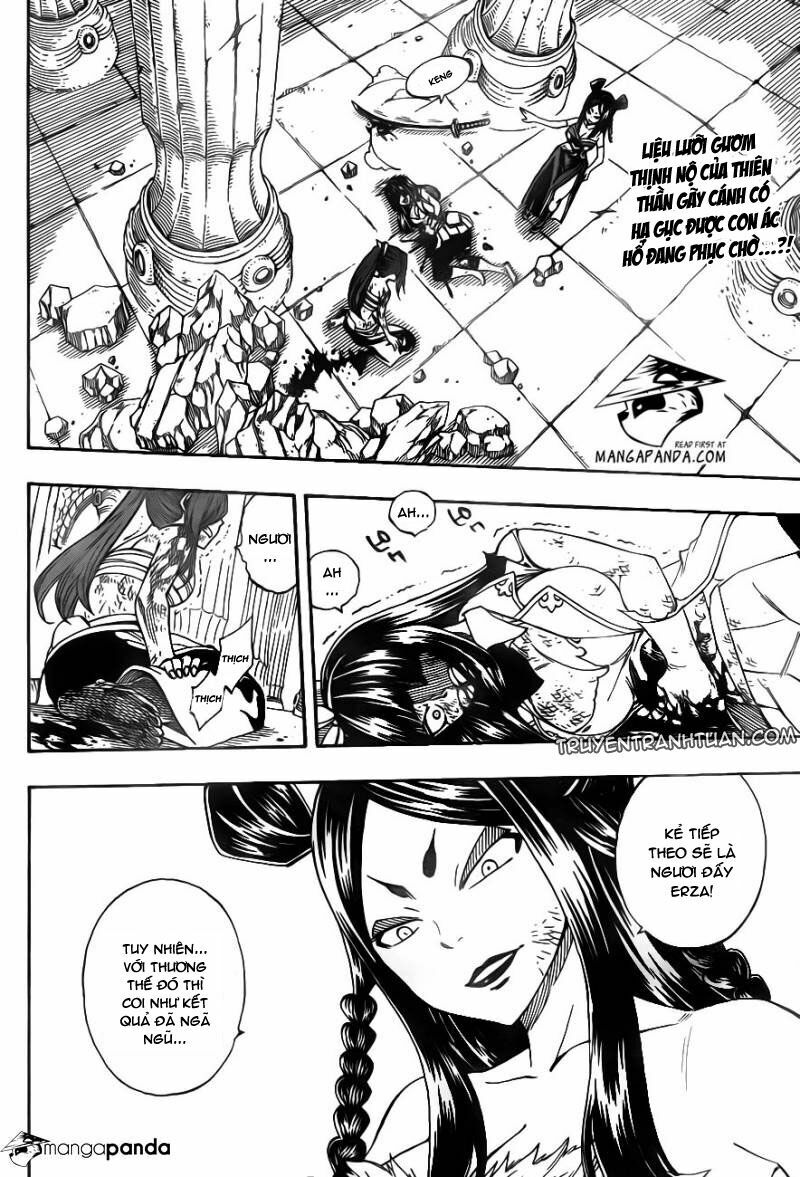 KENG
LIỆU LƯỠI GƯƠM
THỊNH NỘ CỦA THIÊN
THẦN GÃY CÁNH CÓ
HẠ GỤC ĐƯỢC CON ÁC
HỔ ĐANG PHỤC CHỜ...?!
READ FIRST AT
MANGAPANDA.COM
NGƯƠI
...
THỊCH
THỊCH
AH...
AH
...
TRUYENTRANHTUAN.COM
KẺ TIẾP
THEO SẼ LÀ
NGƯƠI ĐẤY
ERZA!
TUY NHIÊN...
VỚI THƯƠNG
THẾ ĐÓ THÌ
COI NHƯ KẾT
QUẢ ĐÃ NGÃ
NGŨ...
mangapanda